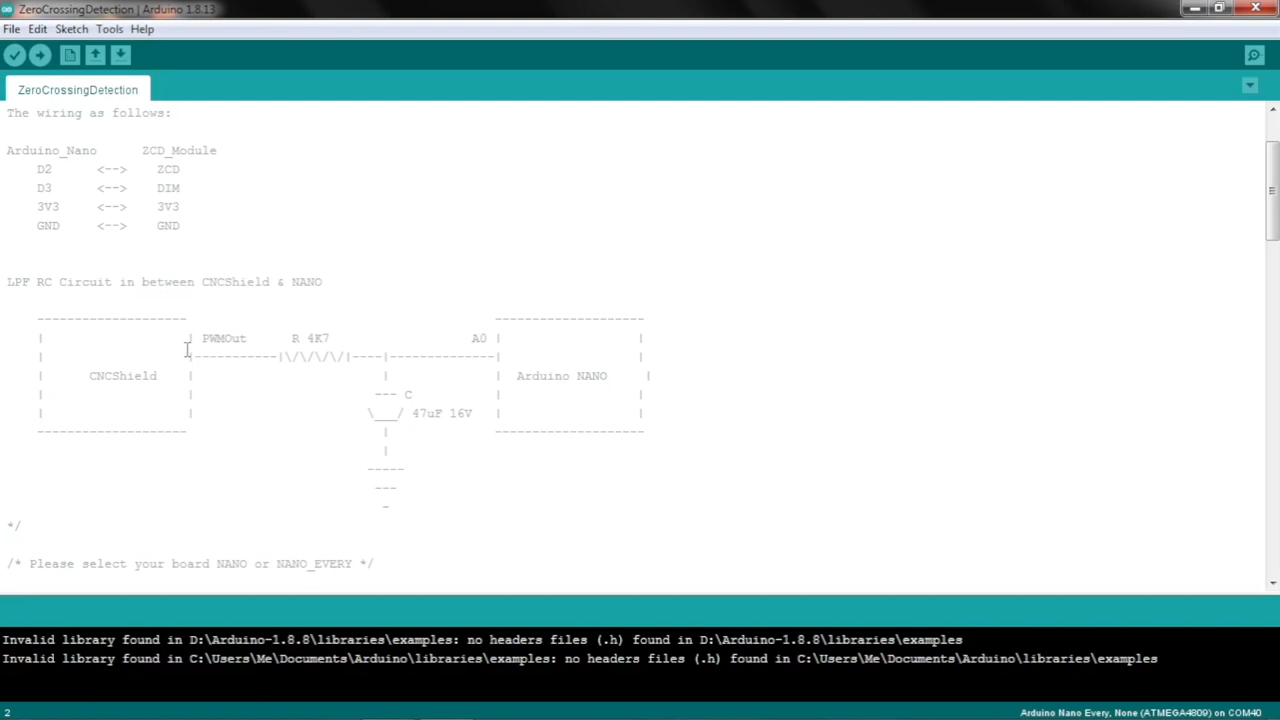 ZeroCrossingDetection | Arduino 1.8.13
File Edit Sketch Tools Help
ZeroCrossingDetection
The wiring as follows:
Arduino_Nano      ZCD_Module
    D2      <-->      ZCD
    D3      <-->      DIM
    3V3     <-->      3V3
    GND     <-->      GND
LPF RC Circuit in between CNCShield & NANO
    --------------------                                         --------------------
    |                   | PWMOut      R 4K7                   A0 |                  |
    |                   |-----------|\/\/\/\/|----|--------------|                  |
    |      CNCShield    |                         |              |  Arduino NANO     |
    |                   |                        --- C           |                  |
    |                   |                       \___/ 47uF 16V   |                  |
    --------------------                          |              --------------------
                                                  |
                                                -----
                                                 ---
                                                  -
*/
/* Please select your board NANO or NANO_EVERY */
Invalid library found in D:\Arduino-1.8.8\libraries\examples: no headers files (.h) found in D:\Arduino-1.8.8\libraries\examples
Invalid library found in C:\Users\Me\Documents\Arduino\libraries\examples: no headers files (.h) found in C:\Users\Me\Documents\Arduino\libraries\examples
2 Arduino Nano Every, None (ATMEGA4809) on COM40